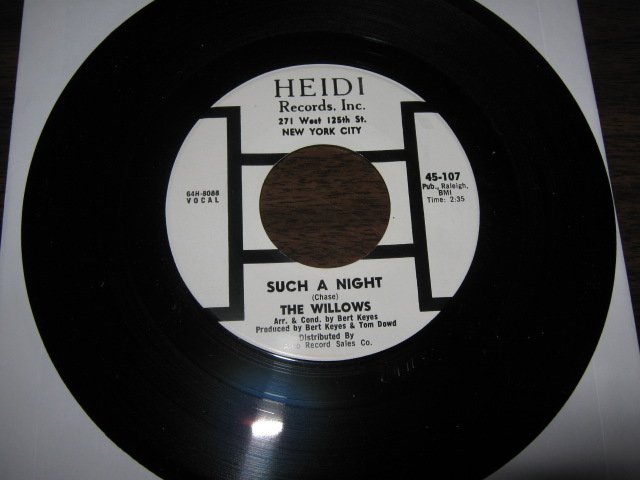 HEIDI
Records, Inc.
271 West 125th St.
NEW YORK CITY
64H-8088
VOCAL
45-107
Pub., Raleigh,
BMI
Time: 2:35
SUCH A NIGHT
(Chase)
THE WILLOWS
Arr. & Cond. by Bert Keyes
Produced by Bert Keyes & Tom Dowd
Distributed By
Record Sales Co.